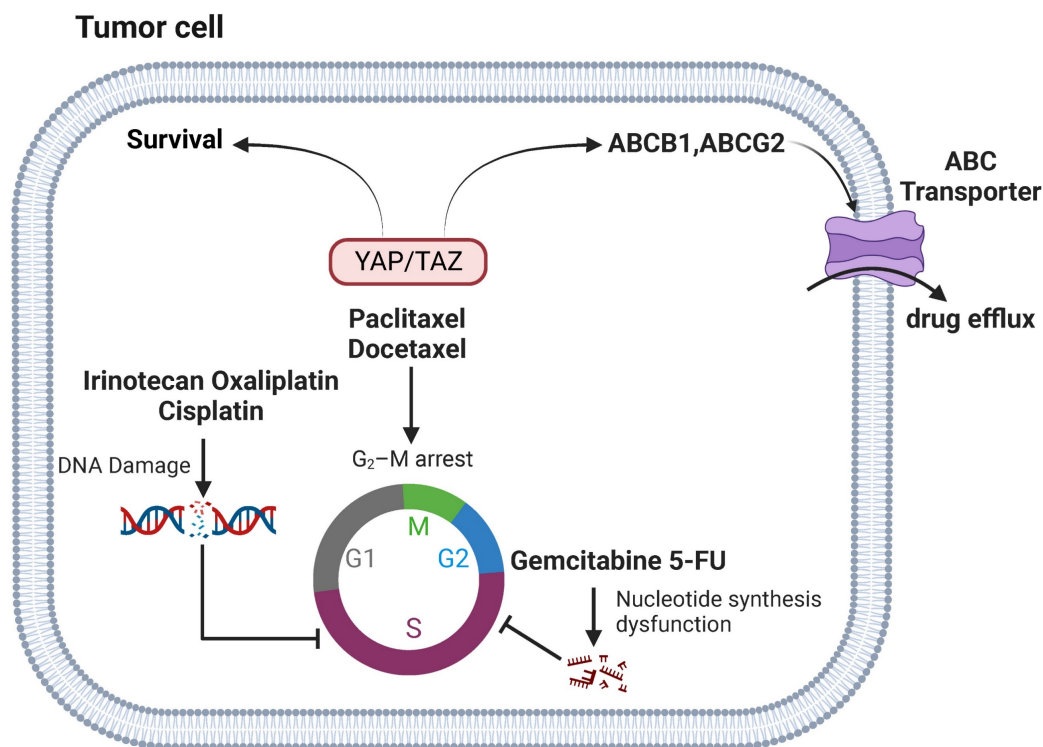 Tumor cell
Survival
ABCB1,ABCG2
ABC
Transporter
YAP/TAZ
drug efflux
Paclitaxel
Docetaxel
Irinotecan Oxaliplatin
Cisplatin
DNA Damage
G₂–M arrest
M
G1
G2
S
Gemcitabine 5-FU
Nucleotide synthesis
dysfunction